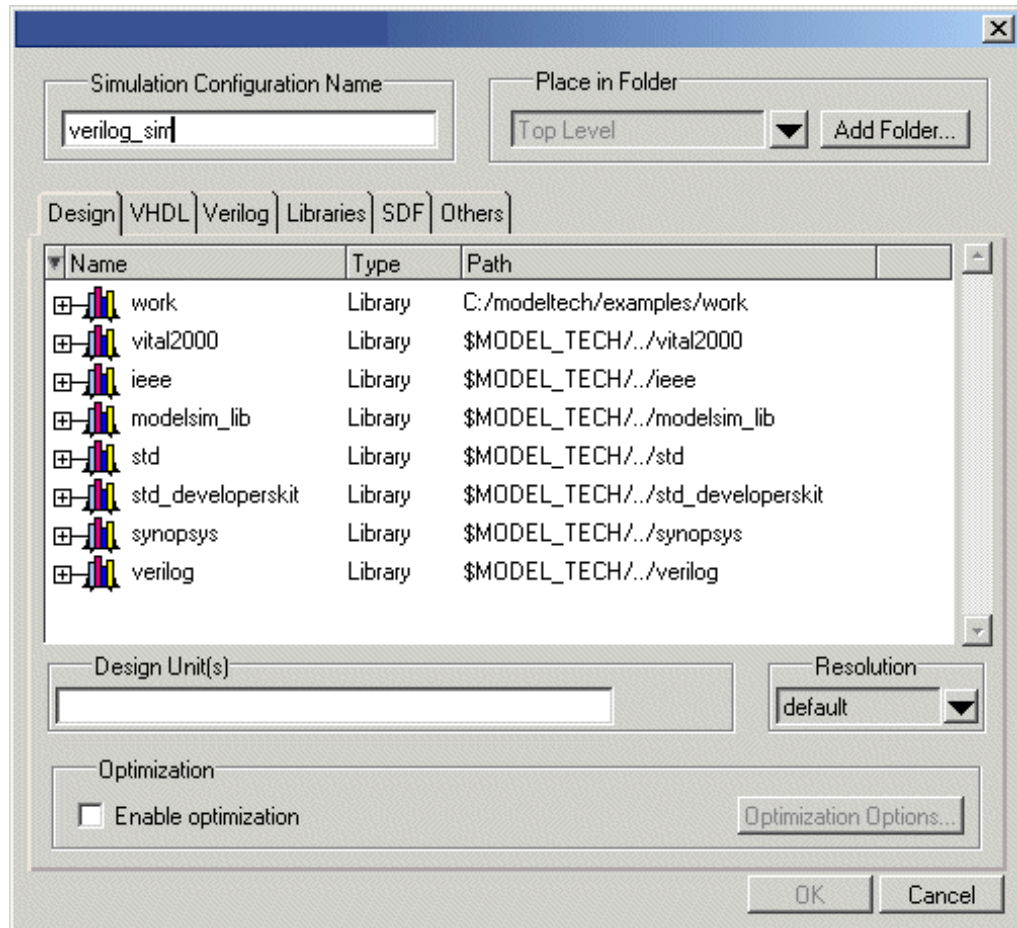 Simulation Configuration Name
verilog_sim
Place in Folder
Top Level
Add Folder...
Design VHDL Verilog Libraries SDF Others
Name Type Path
work Library C:/modeltech/examples/work
vital2000 Library $MODEL_TECH/../vital2000
ieee Library $MODEL_TECH/../ieee
modelsim_lib Library $MODEL_TECH/../modelsim_lib
std Library $MODEL_TECH/../std
std_developerskit Library $MODEL_TECH/../std_developerskit
synopsys Library $MODEL_TECH/../synopsys
verilog Library $MODEL_TECH/../verilog
Design Unit(s)
Resolution
default
Optimization
Enable optimization
Optimization Options...
OK Cancel